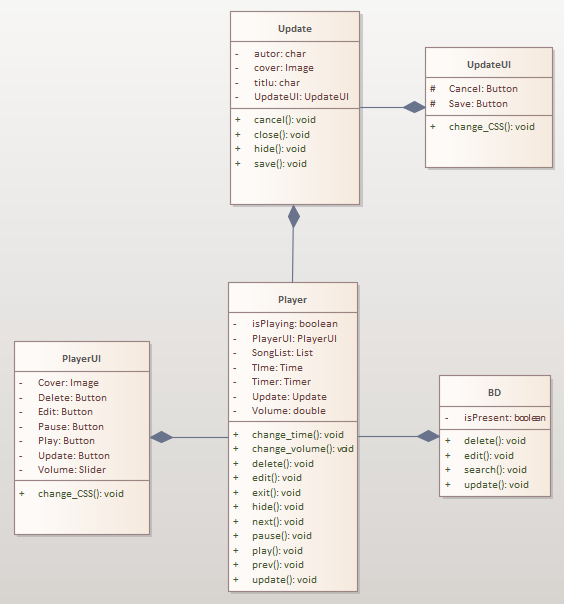 Update
- autor: char
- cover: Image
- titlu: char
- UpdateUI: UpdateUI
+ cancel(): void
+ close(): void
+ hide(): void
+ save(): void
UpdateUI
# Cancel: Button
# Save: Button
+ change_CSS(): void
Player
- isPlaying: boolean
- PlayerUI: PlayerUI
- SongList: List
- TIme: Time
- Timer: Timer
- Update: Update
- Volume: double
+ change_time(): void
+ change_volume(): void
+ delete(): void
+ edit(): void
+ exit(): void
+ hide(): void
+ next(): void
+ pause(): void
+ play(): void
+ prev(): void
+ update(): void
PlayerUI
- Cover: Image
- Delete: Button
- Edit: Button
- Pause: Button
- Play: Button
- Update: Button
- Volume: Slider
+ change_CSS(): void
BD
- isPresent: boolean
+ delete(): void
+ edit(): void
+ search(): void
+ update(): void